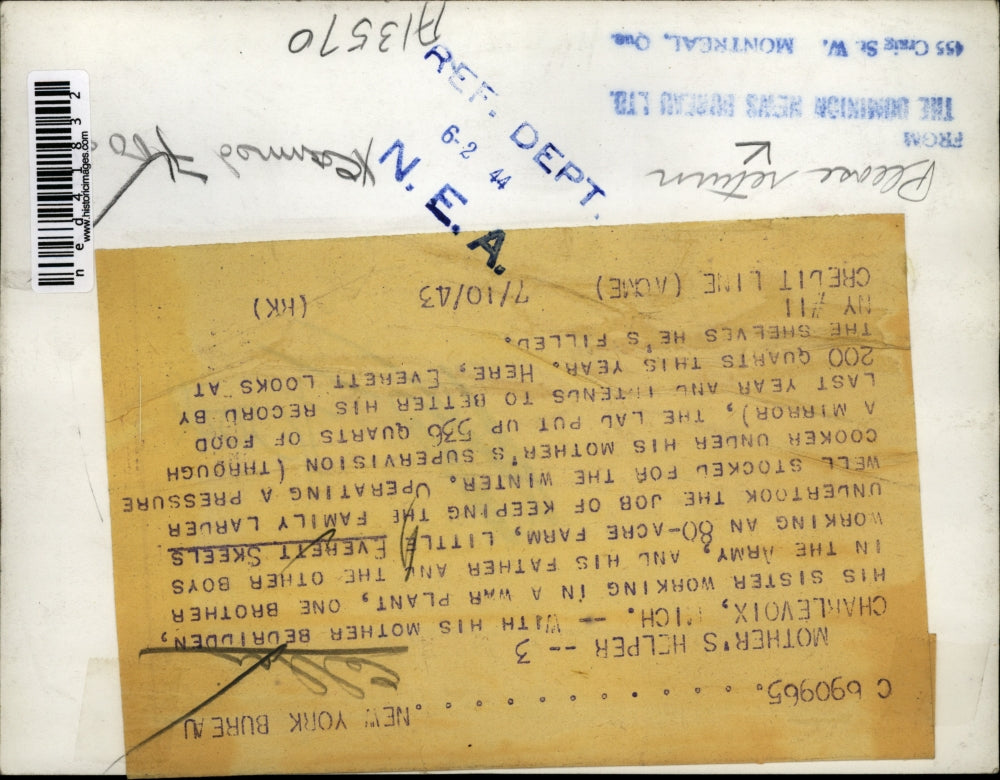 C 690965. . . . . . . . . . . . . . NEW YORK BUREAU
MOTHER'S HELPER -- 3
CHARLEVOIX, MICH. -- WITH HIS MOTHER BEDRIDDEN,
HIS SISTER WORKING IN A WAR PLANT, ONE BROTHER
IN THE ARMY, AND HIS FATHER AND THE OTHER BOYS
WORKING AN 80-ACRE FARM, LITTLE EVERETT SKEELS
UNDERTOOK THE JOB OF KEEPING THE FAMILY LARDER
WELL STOCKED FOR THE WINTER. OPERATING A PRESSURE
COOKER UNDER HIS MOTHER'S SUPERVISION (THROUGH
A MIRROR), THE LAD PUT UP 536 QUARTS OF FOOD
LAST YEAR AND INTENDS TO BETTER HIS RECORD BY
200 QUARTS THIS YEAR. HERE, EVERETT LOOKS AT
THE SHELVES HE'S FILLED.
NY #11
CREDIT LINE (ACME) 7/10/43 (HK)
Please return
FROM
THE DOMINION NEWS BUREAU LTD.
455 Craig St. W. MONTREAL, Que.
REF. DEPT.
6-2 44
N. E. A.
A13570
ned411832
www.historicimages.com